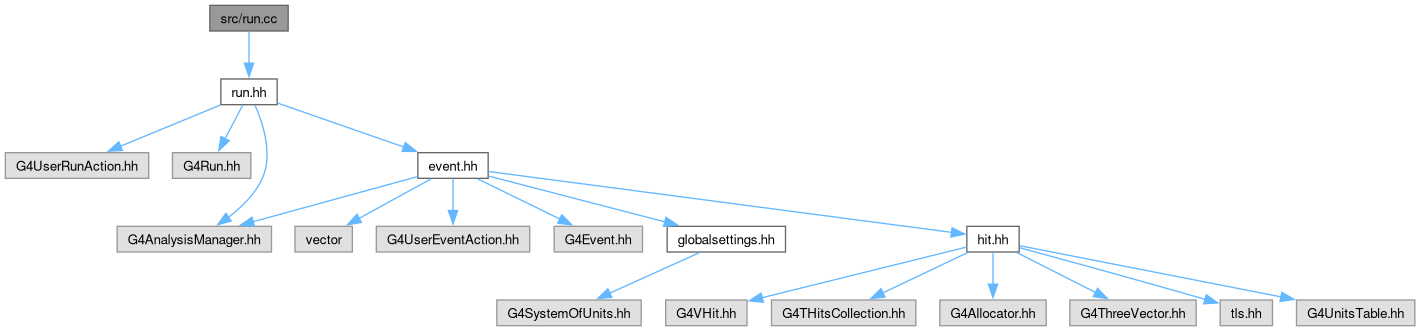 src/run.cc
run.hh
G4UserRunAction.hh
G4Run.hh
event.hh
G4AnalysisManager.hh
vector
G4UserEventAction.hh
G4Event.hh
globalsettings.hh
hit.hh
G4SystemOfUnits.hh
G4VHit.hh
G4THitsCollection.hh
G4Allocator.hh
G4ThreeVector.hh
tls.hh
G4UnitsTable.hh